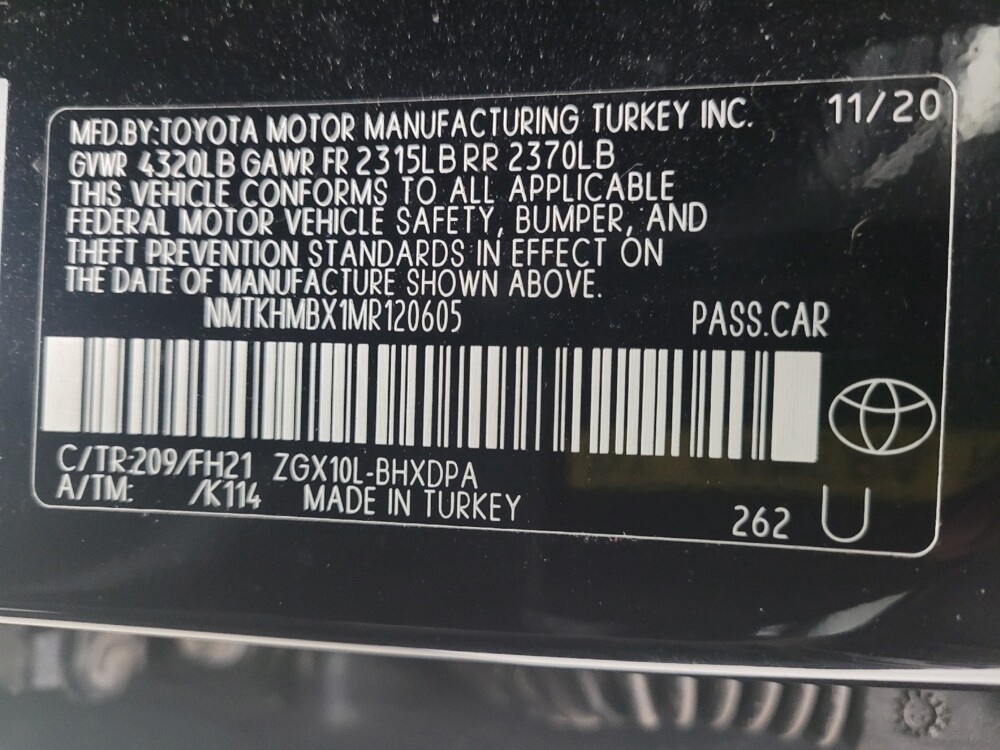 MFD.BY:TOYOTA MOTOR MANUFACTURING TURKEY INC. 11/20
GVWR 4320LB GAWR FR 2315LB RR 2370LB
THIS VEHICLE CONFORMS TO ALL APPLICABLE
FEDERAL MOTOR VEHICLE SAFETY, BUMPER, AND
THEFT PREVENTION STANDARDS IN EFFECT ON
THE DATE OF MANUFACTURE SHOWN ABOVE.
NMTKHMBX1MR120605 PASS.CAR
C/TR:209/FH21 ZGX10L-BHXDPA
A/TM: /K114 MADE IN TURKEY
262 U